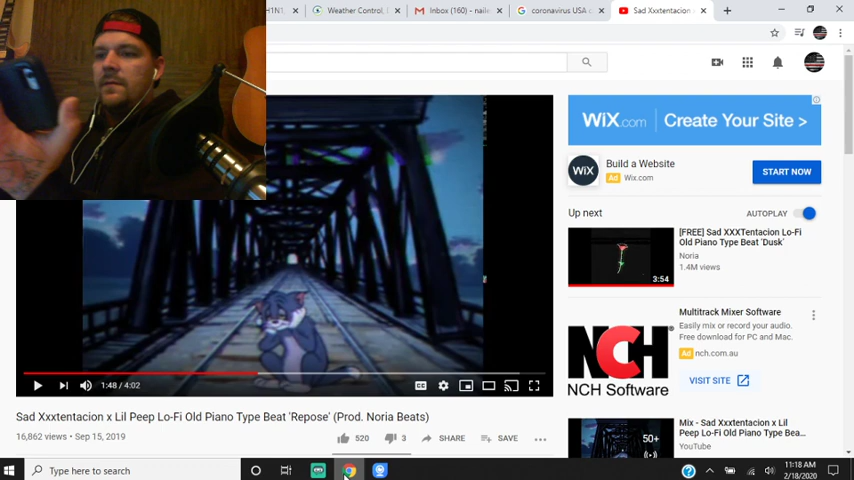 H1N1,
Weather Control,
Inbox (160) - naile
coronavirus USA c
Sad Xxxtentacion -
WiX.com | Create Your Site >
WiX
Build a Website
Ad Wix.com
START NOW
Up next
AUTOPLAY
[FREE] Sad XXXTentacion Lo-Fi
Old Piano Type Beat 'Dusk'
Noria
1.4M views
3:54
Multitrack Mixer Software
Easily mix or record your audio.
Free download for PC and Mac.
Ad nch.com.au
VISIT SITE
NCH
NCH Software
1:48 / 4:02
CC
Sad Xxxtentacion x Lil Peep Lo-Fi Old Piano Type Beat 'Repose' (Prod. Noria Beats)
16,862 views • Sep 15, 2019
520
3
SHARE
SAVE
50+
Mix - Sad Xxxtentacion x Lil
Peep Lo-Fi Old Piano Type Bea...
YouTube
Type here to search
11:18 AM
2/18/2020